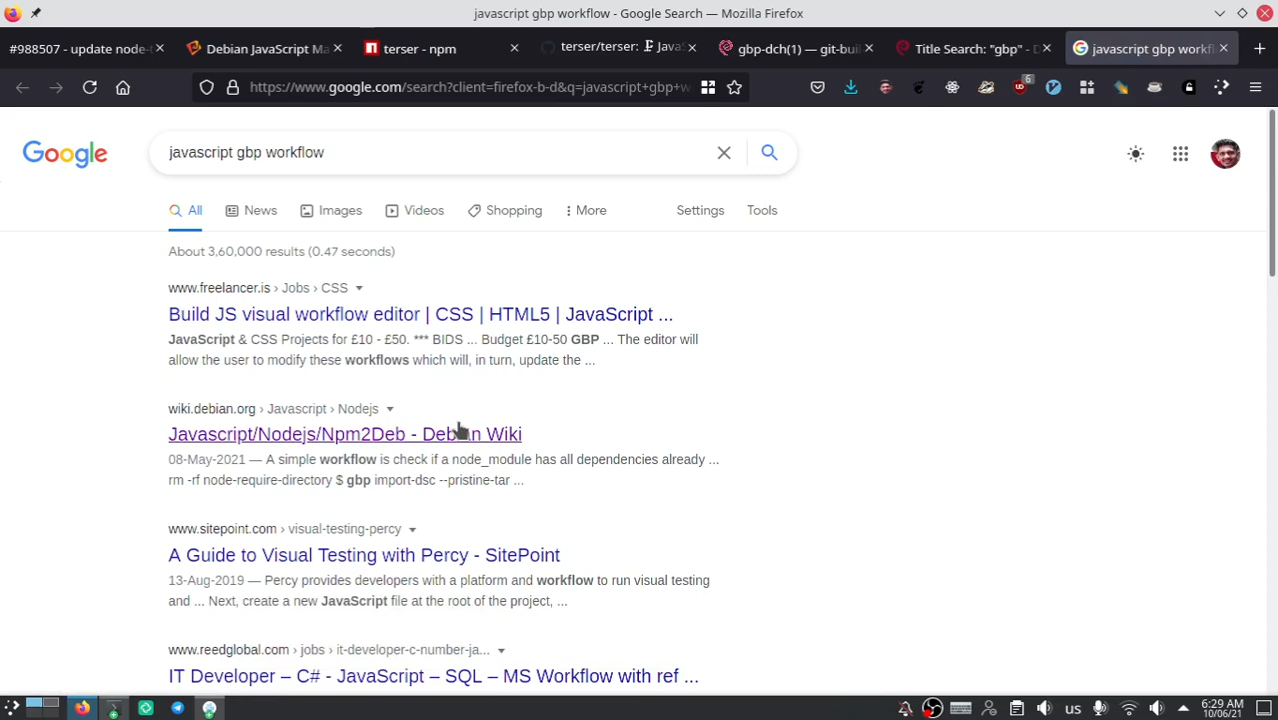 javascript gbp workflow - Google Search — Mozilla Firefox
#988507 - update node-t
Debian JavaScript Ma
terser - npm
terser/terser: JavaS
gbp-dch(1) — git-buil
Title Search: "gbp" - D
javascript gbp workfl
https://www.google.com/search?client=firefox-b-d&q=javascript+gbp+w
6
Google
javascript gbp workflow
All
News
Images
Videos
Shopping
More
Settings
Tools
About 3,60,000 results (0.47 seconds)
www.freelancer.is › Jobs › CSS
Build JS visual workflow editor | CSS | HTML5 | JavaScript ...
JavaScript & CSS Projects for £10 - £50. *** BIDS ... Budget £10-50 GBP ... The editor will
allow the user to modify these workflows which will, in turn, update the ...
wiki.debian.org › Javascript › Nodejs
Javascript/Nodejs/Npm2Deb - Debian Wiki
08-May-2021 — A simple workflow is check if a node_module has all dependencies already ...
rm -rf node-require-directory $ gbp import-dsc --pristine-tar ...
www.sitepoint.com › visual-testing-percy
A Guide to Visual Testing with Percy - SitePoint
13-Aug-2019 — Percy provides developers with a platform and workflow to run visual testing
and ... Next, create a new JavaScript file at the root of the project, ...
www.reedglobal.com › jobs › it-developer-c-number-ja...
IT Developer – C# - JavaScript – SQL – MS Workflow with ref ...
us
6:29 AM
10/06/21